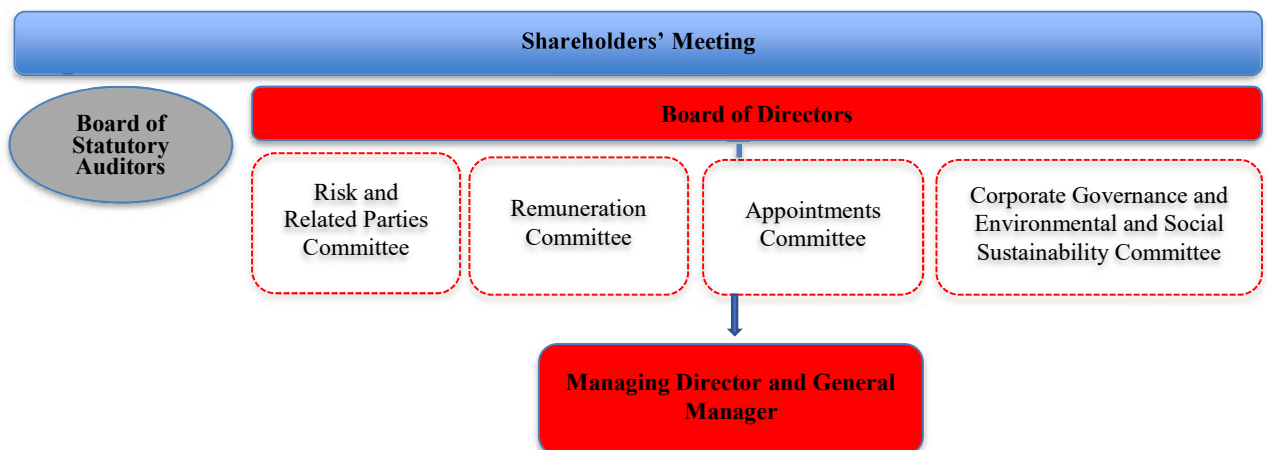 Shareholders’ Meeting
Board of
Statutory
Auditors
Board of Directors
Risk and
Related Parties
Committee
Remuneration
Committee
Appointments
Committee
Corporate Governance and
Environmental and Social
Sustainability Committee
Managing Director and General
Manager